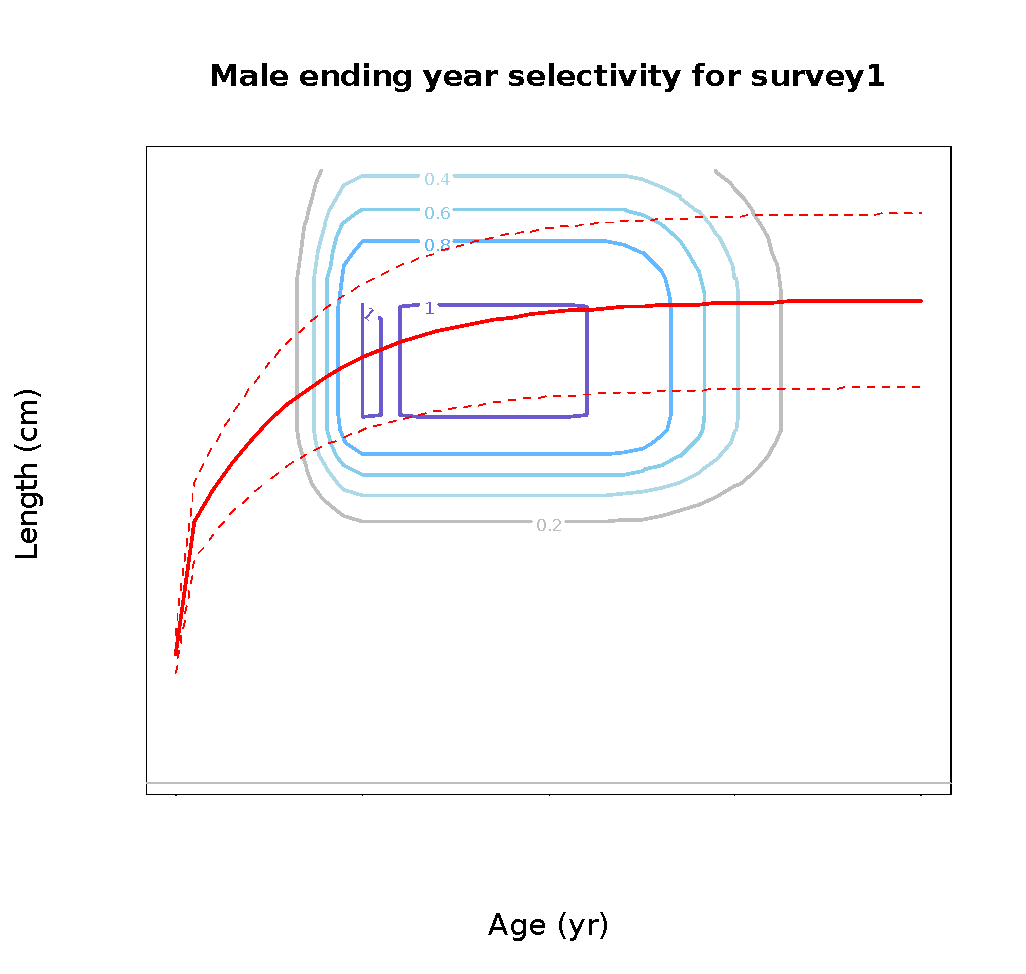 Male ending year selectivity for survey1
0.4
0.6
0.8
1
1
0.2
Length (cm)
Age (yr)